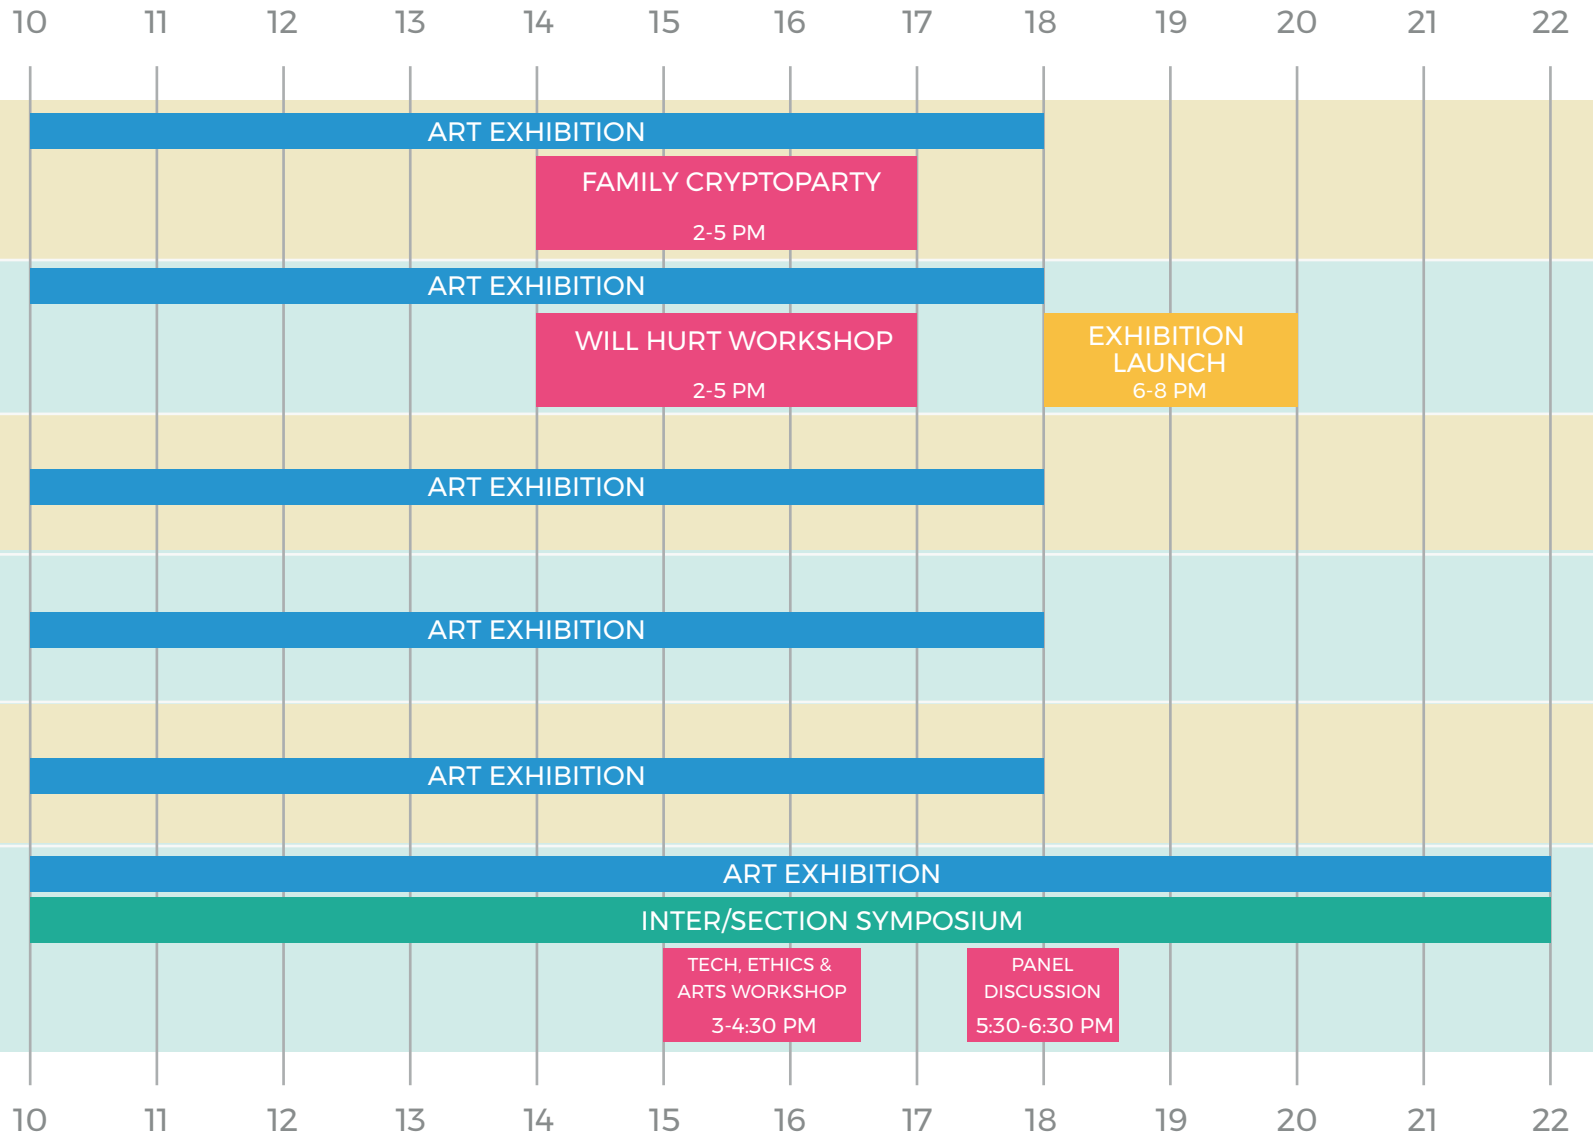 10 11 12 13 14 15 16 17 18 19 20 21 22
ART EXHIBITION
FAMILY CRYPTOPARTY
2-5 PM
ART EXHIBITION
WILL HURT WORKSHOP
2-5 PM
EXHIBITION
LAUNCH
6-8 PM
ART EXHIBITION
ART EXHIBITION
ART EXHIBITION
ART EXHIBITION
INTER/SECTION SYMPOSIUM
TECH, ETHICS &
ARTS WORKSHOP
3-4:30 PM
PANEL
DISCUSSION
5:30-6:30 PM
10 11 12 13 14 15 16 17 18 19 20 21 22